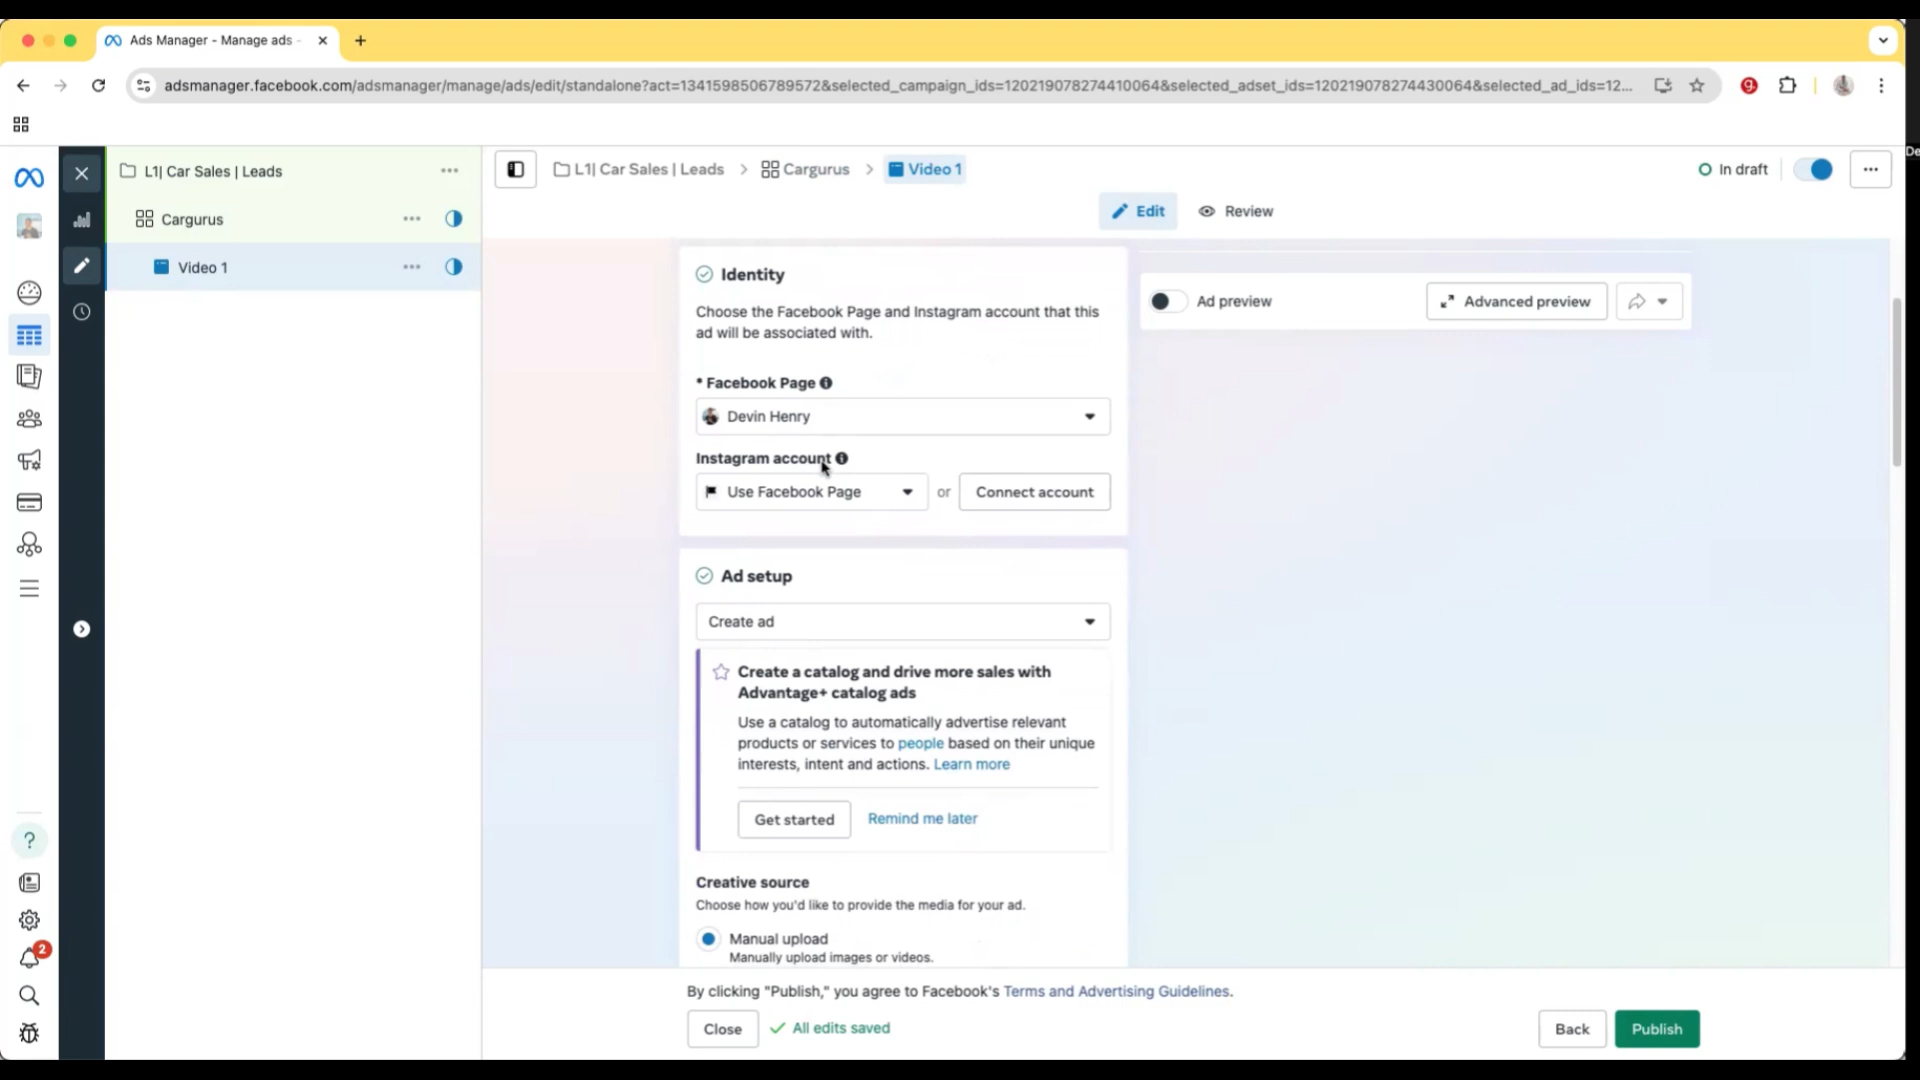 Ads Manager - Manage ads -
adsmanager.facebook.com/adsmanager/manage/ads/edit/standalone?act=1341598506789572&selected_campaign_ids=120219078274410064&selected_adset_ids=120219078274430064&selected_ad_ids=12...
De
L1| Car Sales | Leads
Cargurus
Video 1
L1| Car Sales | Leads > Cargurus > Video 1
In draft
Edit
Review
Identity
Choose the Facebook Page and Instagram account that this
ad will be associated with.
* Facebook Page
Devin Henry
Instagram account
Use Facebook Page
or
Connect account
Ad preview
Advanced preview
Ad setup
Create ad
Create a catalog and drive more sales with
Advantage+ catalog ads
Use a catalog to automatically advertise relevant
products or services to people based on their unique
interests, intent and actions. Learn more
Get started
Remind me later
Creative source
Choose how you'd like to provide the media for your ad.
Manual upload
Manually upload images or videos.
2
By clicking "Publish," you agree to Facebook's Terms and Advertising Guidelines.
Close
All edits saved
Back
Publish